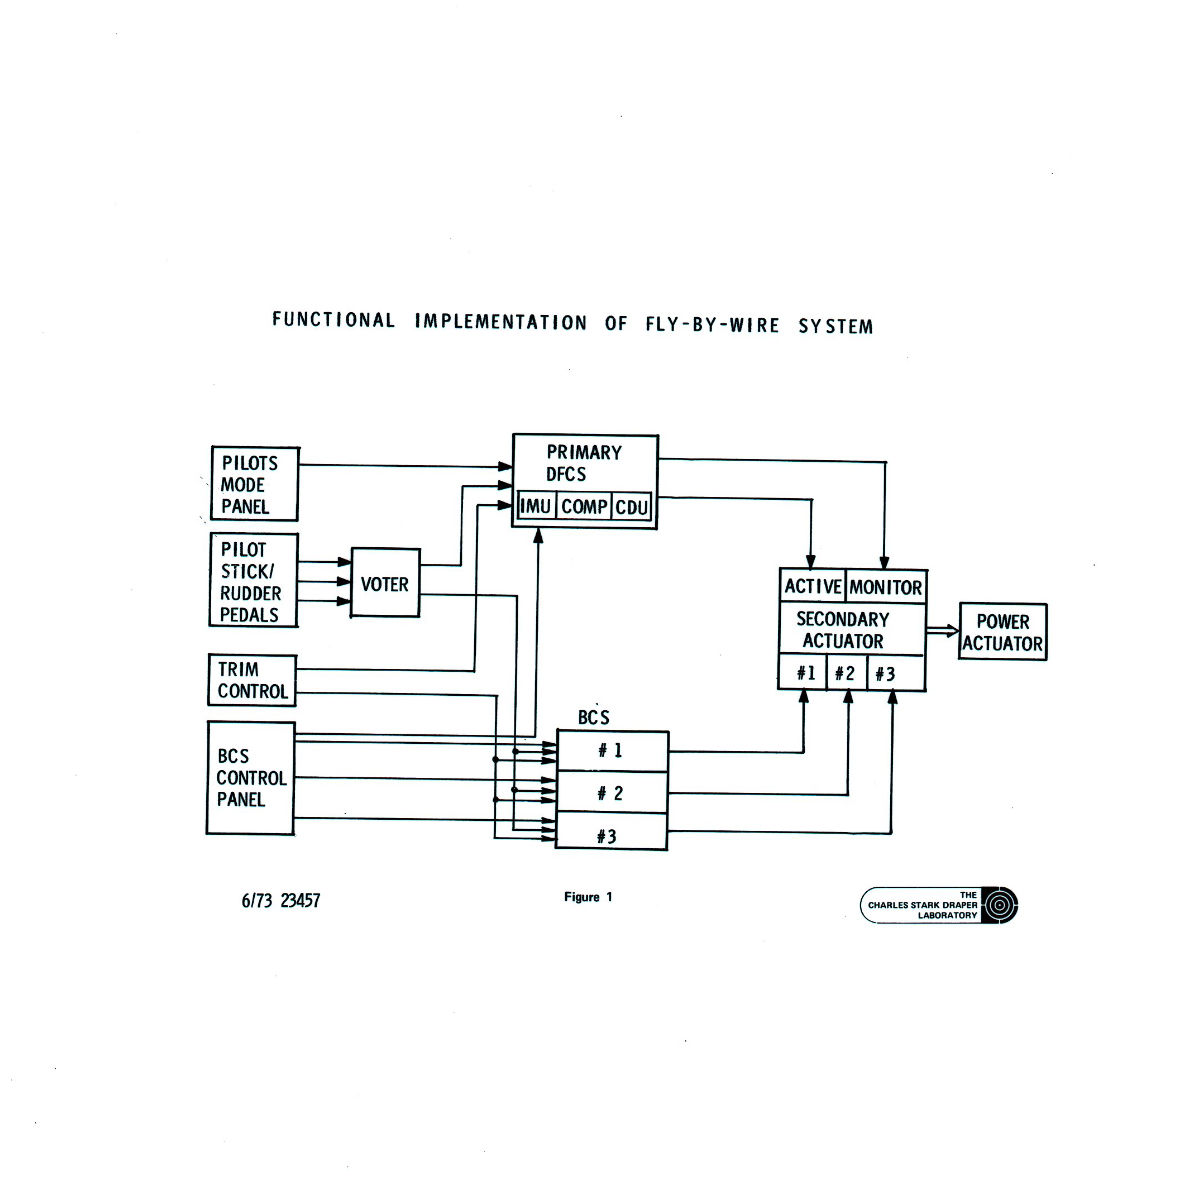 FUNCTIONAL IMPLEMENTATION OF FLY-BY-WIRE SYSTEM
PILOTS
MODE
PANEL
PRIMARY
DFCS
IMU COMP CDU
PILOT
STICK/
RUDDER
PEDALS
VOTER
ACTIVE MONITOR
SECONDARY
ACTUATOR
#1 #2 #3
POWER
ACTUATOR
TRIM
CONTROL
BCS
CONTROL
PANEL
BCS
# 1
# 2
#3
6/73 23457
Figure 1
THE
CHARLES STARK DRAPER
LABORATORY